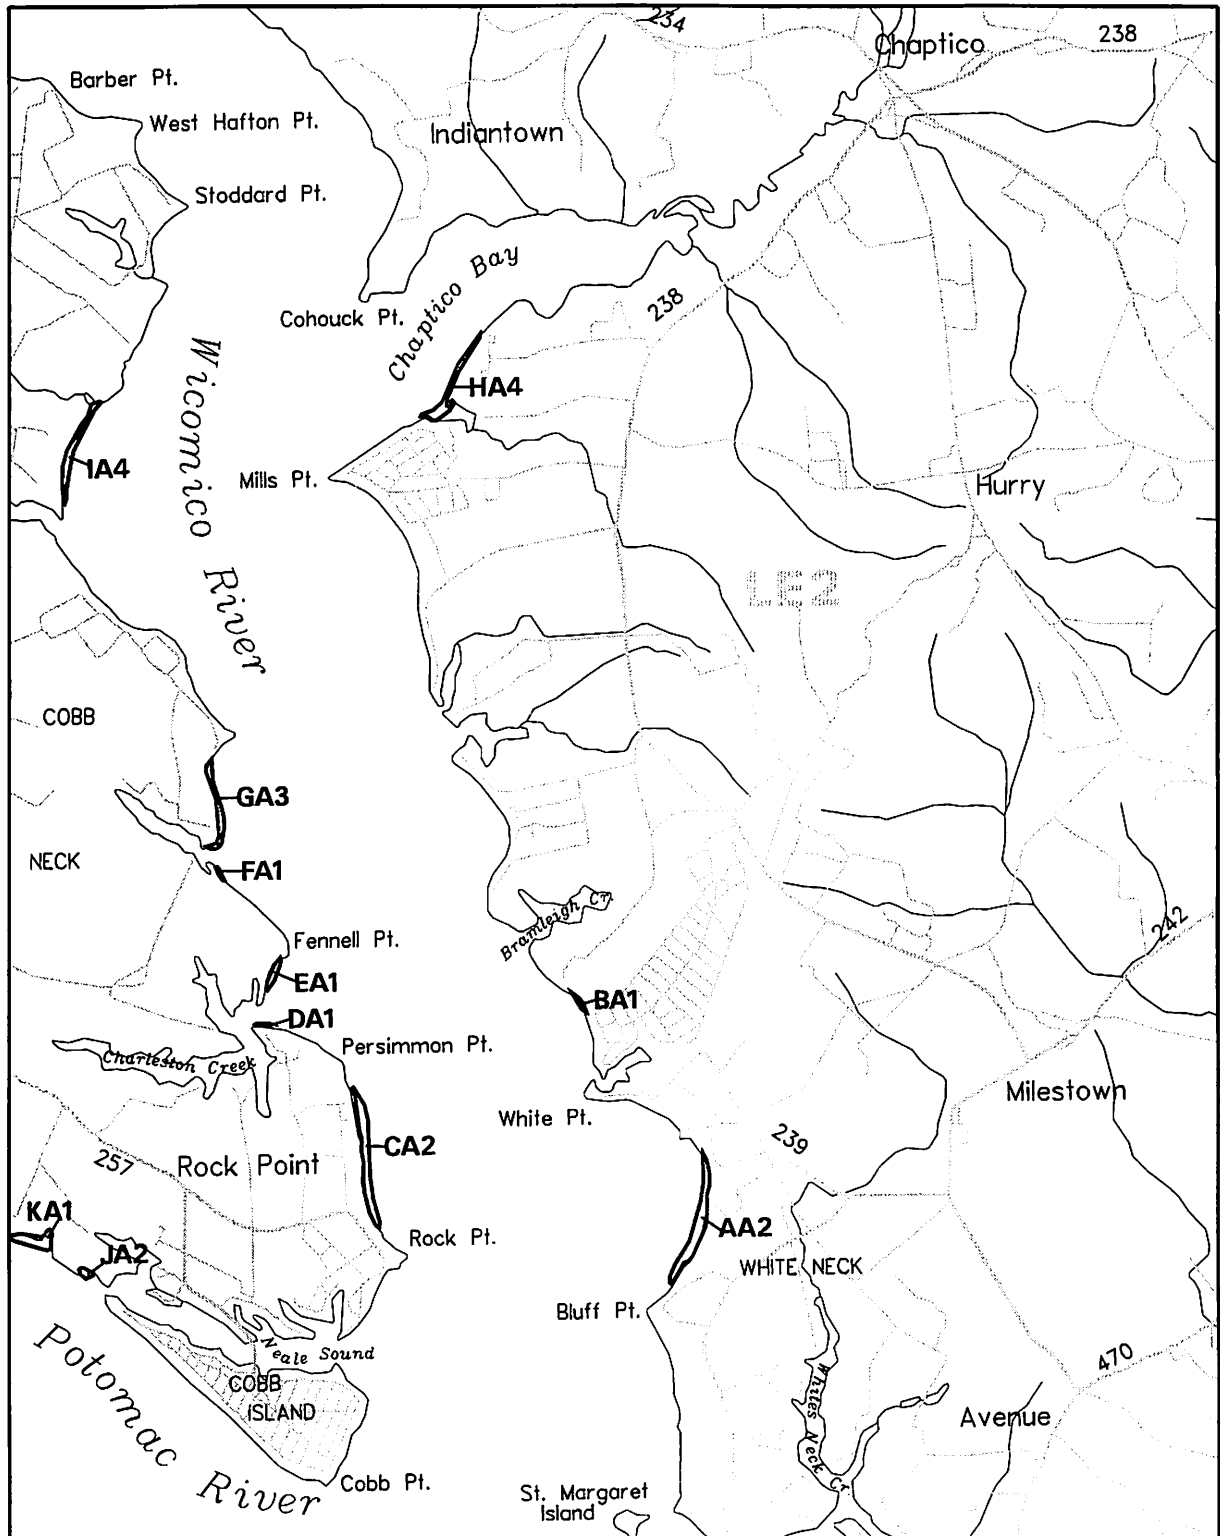 234
Chaptico
238
Barber Pt.
West Hafton Pt.
Indiantown
Stoddard Pt.
Chaptico Bay
238
Cohouck Pt.
HA4
Wicomico River
IA4
Mills Pt.
Hurry
LE2
COBB
GA3
NECK
FA1
Bramleigh Cr.
242
Fennell Pt.
EA1
BA1
DA1
Persimmon Pt.
Charleston Creek
Milestown
White Pt.
239
CA2
257
Rock Point
KA1
AA2
Rock Pt.
JA2
WHITE NECK
Bluff Pt.
Neale Sound
470
Potomac River
COBB
ISLAND
Whites Neck Cr.
Avenue
Cobb Pt.
St. Margaret
Island